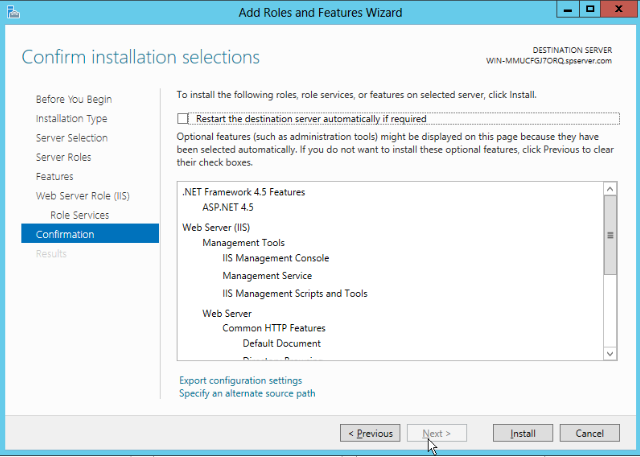 Add Roles and Features Wizard
Confirm installation selections
DESTINATION SERVER
WIN-MMUCFGJ7ORQ.spserver.com
Before You Begin
Installation Type
Server Selection
Server Roles
Features
Web Server Role (IIS)
Role Services
Confirmation
Results
To install the following roles, role services, or features on selected server, click Install.
Restart the destination server automatically if required
Optional features (such as administration tools) might be displayed on this page because they have
been selected automatically. If you do not want to install these optional features, click Previous to clear
their check boxes.
.NET Framework 4.5 Features
ASP.NET 4.5
Web Server (IIS)
Management Tools
IIS Management Console
Management Service
IIS Management Scripts and Tools
Web Server
Common HTTP Features
Default Document
Export configuration settings
Specify an alternate source path
< Previous
Next >
Install
Cancel